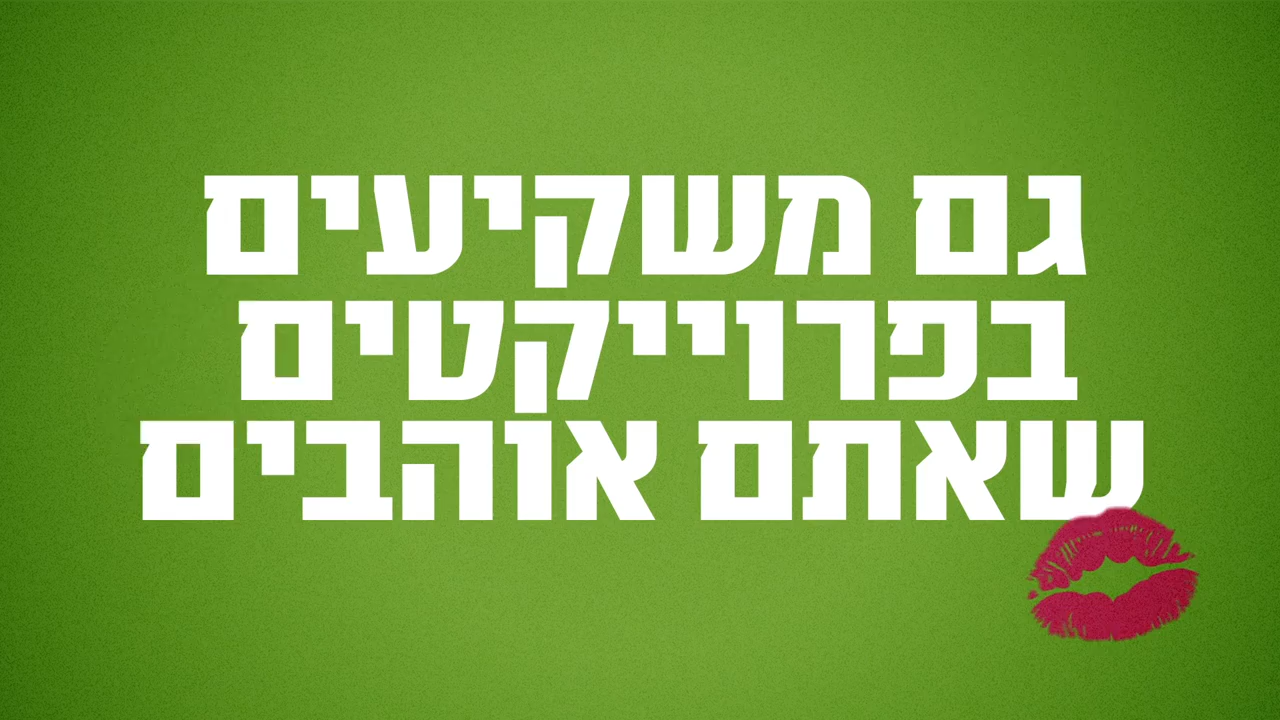 גם משקיעים
בפרוייקטים
שאתם אוהבים